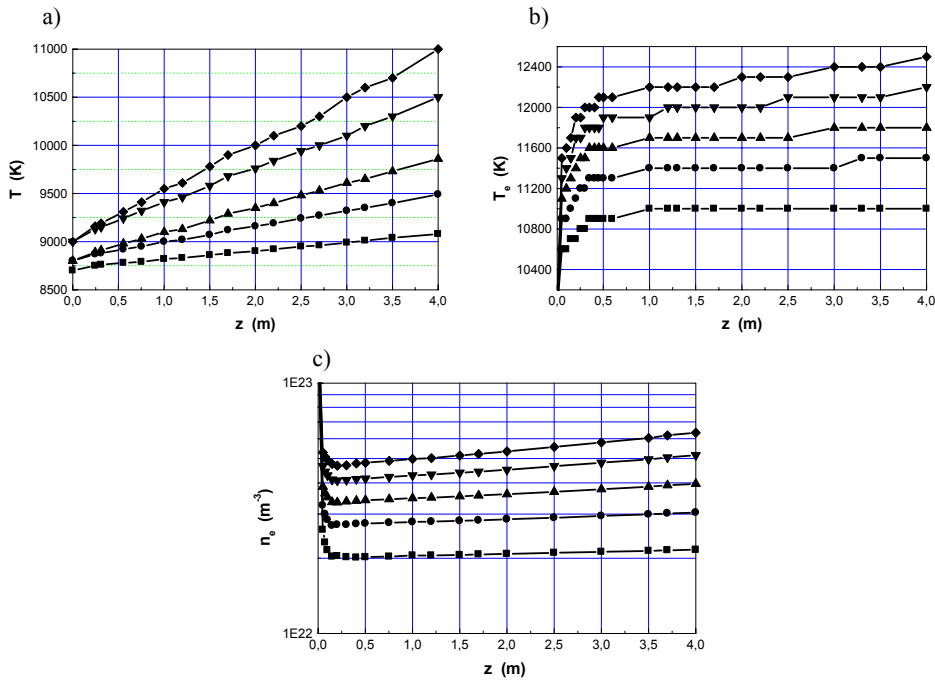 a)
11000
10500
10000
9500
9000
8500
T (K)
0,0 0,5 1,0 1,5 2,0 2,5 3,0 3,5 4,0
z (m)
b)
12400
12000
11600
11200
10800
10400
Te (K)
0,0 0,5 1,0 1,5 2,0 2,5 3,0 3,5 4,0
z (m)
c)
1E23
1E22
ne (m-3)
0,0 0,5 1,0 1,5 2,0 2,5 3,0 3,5 4,0
z (m)